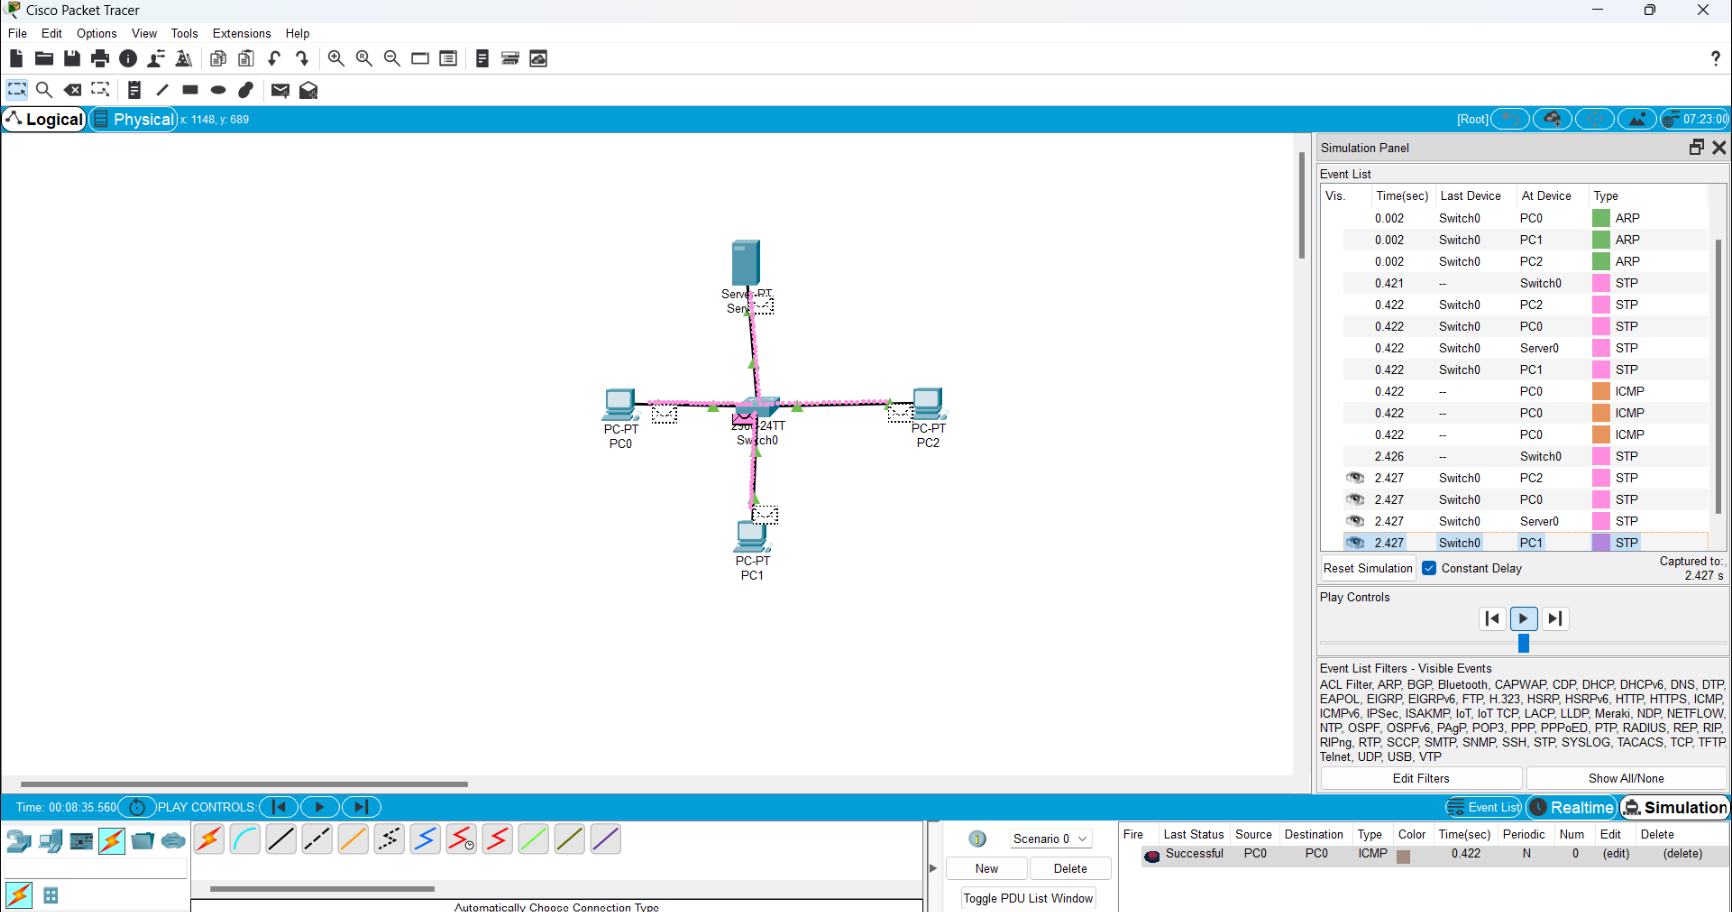 Cisco Packet Tracer
File Edit Options View Tools Extensions Help
?
Logical Physical x: 1148, y: 689 [Root] 07:23:00
Simulation Panel
Event List
Vis. Time(sec) Last Device At Device Type
0.002 Switch0 PC0 ARP
0.002 Switch0 PC1 ARP
0.002 Switch0 PC2 ARP
0.421 -- Switch0 STP
0.422 Switch0 PC2 STP
0.422 Switch0 PC0 STP
0.422 Switch0 Server0 STP
0.422 Switch0 PC1 STP
0.422 -- PC0 ICMP
0.422 -- PC0 ICMP
0.422 -- PC0 ICMP
2.426 -- Switch0 STP
2.427 Switch0 PC2 STP
2.427 Switch0 PC0 STP
2.427 Switch0 Server0 STP
2.427 Switch0 PC1 STP
Reset Simulation Constant Delay Captured to:
2.427 s
Play Controls
Event List Filters - Visible Events
ACL Filter, ARP, BGP, Bluetooth, CAPWAP, CDP, DHCP, DHCPv6, DNS, DTP,
EAPOL, EIGRP, EIGRPv6, FTP, H.323, HSRP, HSRPv6, HTTP, HTTPS, ICMP,
ICMPv6, IPSec, ISAKMP, IoT, IoT TCP, LACP, LLDP, Meraki, NDP, NETFLOW,
NTP, OSPF, OSPFv6, PAgP, POP3, PPP, PPPoED, PTP, RADIUS, REP, RIP,
RIPng, RTP, SCCP, SMTP, SNMP, SSH, STP, SYSLOG, TACACS, TCP, TFTP,
Telnet, UDP, USB, VTP
Edit Filters Show All/None
Server-PT
PC-PT
PC0
24TT
Switch0
PC-PT
PC2
PC-PT
PC1
Time: 00:08:35.560 PLAY CONTROLS: Event List Realtime Simulation
Scenario 0
New Delete
Toggle PDU List Window
Fire Last Status Source Destination Type Color Time(sec) Periodic Num Edit Delete
Successful PC0 PC0 ICMP 0.422 N 0 (edit) (delete)
Automatically Choose Connection Type